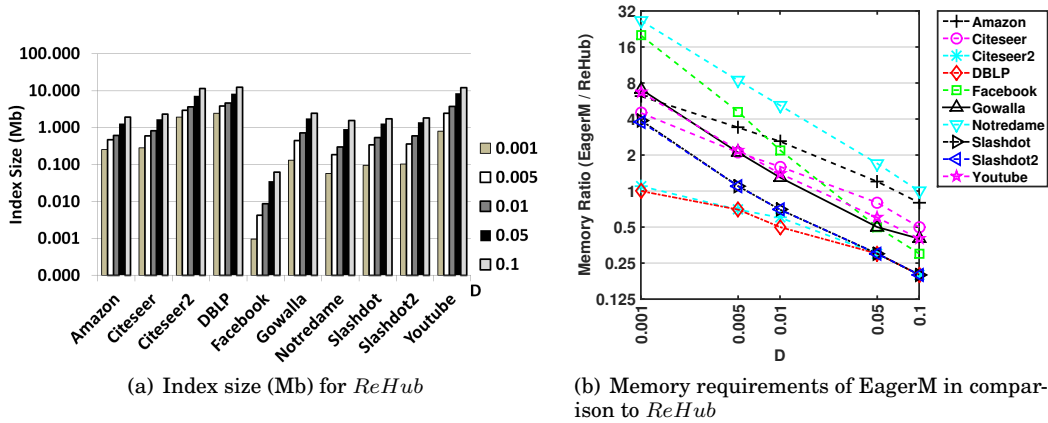 100.000
10.000
1.000
0.100
0.010
0.001
0.000
Index Size (Mb)
Amazon
Citeseer
Citeseer2
DBLP
Facebook
Gowalla
Notredame
Slashdot
Slashdot2
Youtube
D
0.001
0.005
0.01
0.05
0.1
(a) Index size (Mb) for ReHub
32
16
8
4
2
1
0.5
0.25
0.125
Memory Ratio (EagerM / ReHub)
0.001
0.005
0.01
0.05
0.1
D
Amazon
Citeseer
Citeseer2
DBLP
Facebook
Gowalla
Notredame
Slashdot
Slashdot2
Youtube
(b) Memory requirements of EagerM in compar-
ison to ReHub